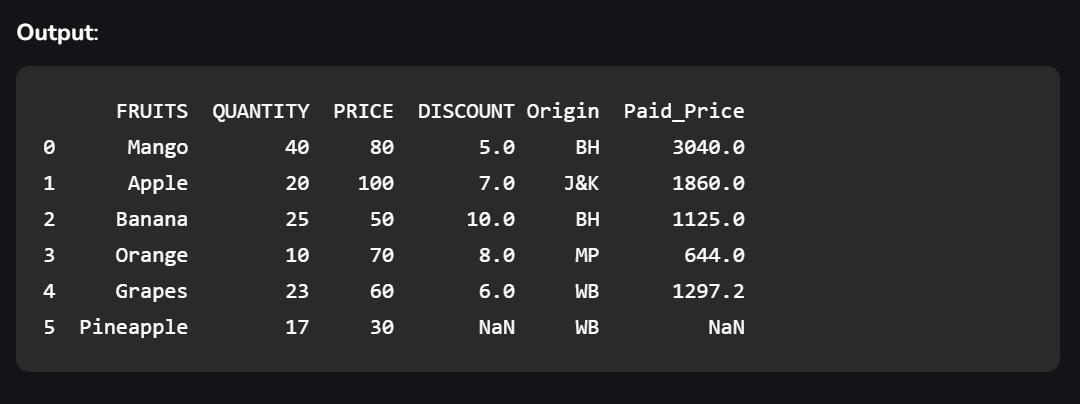 Output:
FRUITS QUANTITY PRICE DISCOUNT Origin Paid_Price
0 Mango 40 80 5.0 BH 3040.0
1 Apple 20 100 7.0 J&K 1860.0
2 Banana 25 50 10.0 BH 1125.0
3 Orange 10 70 8.0 MP 644.0
4 Grapes 23 60 6.0 WB 1297.2
5 Pineapple 17 30 NaN WB NaN